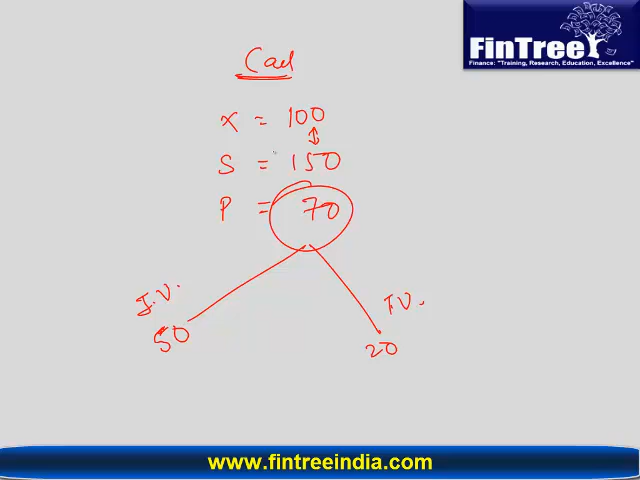 FinTree
Finance: "Training, Research, Education, Excellence"
Call
X = 100
S = 150
P = 70
I.V.
50
T.V.
20
www.fintreeindia.com